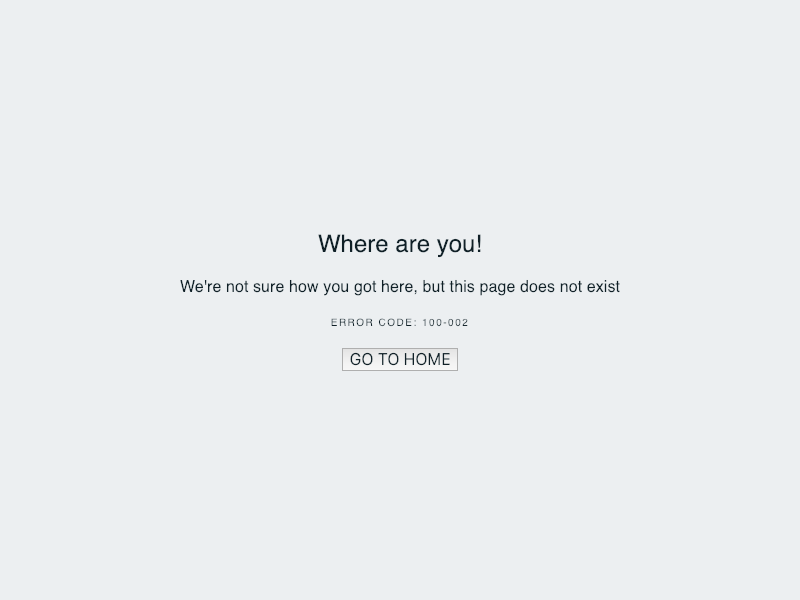 Where are you!
We're not sure how you got here, but this page does not exist
ERROR CODE: 100-002
GO TO HOME